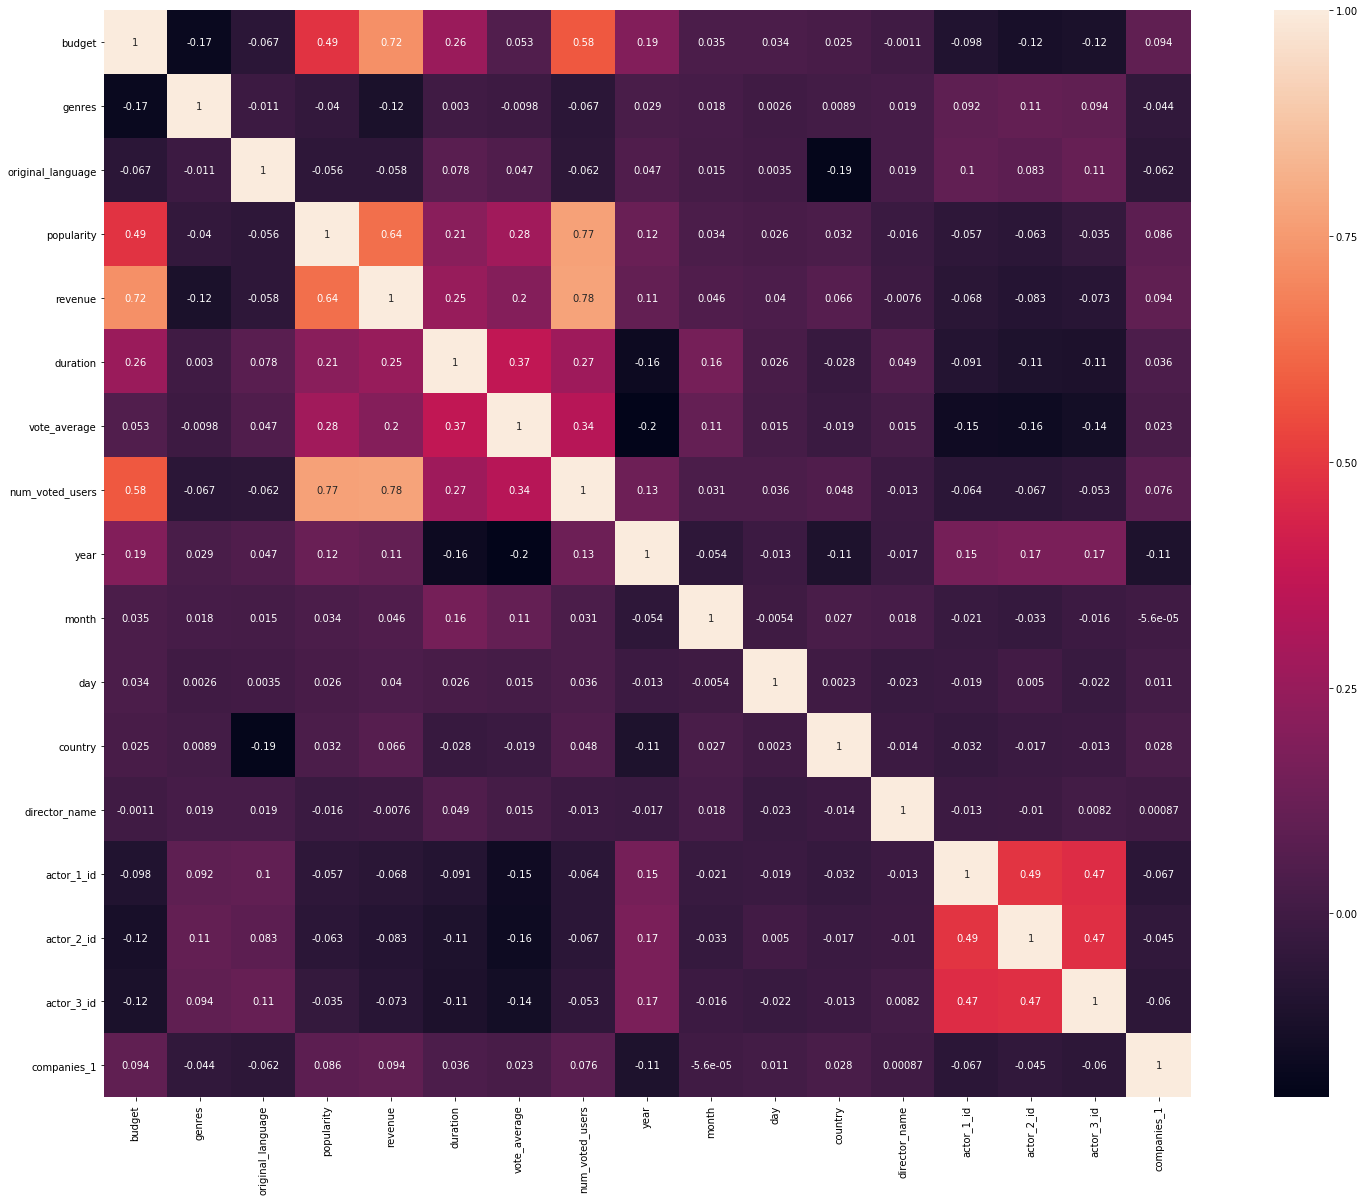 budget 1 -0.17 -0.067 0.49 0.72 0.26 0.053 0.58 0.19 0.035 0.034 0.025 -0.0011 -0.098 -0.12 -0.12 0.094
genres -0.17 1 -0.011 -0.04 -0.12 0.003 -0.0098 -0.067 0.029 0.018 0.0026 0.0089 0.019 0.092 0.11 0.094 -0.044
original_language -0.067 -0.011 1 -0.056 -0.058 0.078 0.047 -0.062 0.047 0.015 0.0035 -0.19 0.019 0.1 0.083 0.11 -0.062
popularity 0.49 -0.04 -0.056 1 0.64 0.21 0.28 0.77 0.12 0.034 0.026 0.032 -0.016 -0.057 -0.063 -0.035 0.086
revenue 0.72 -0.12 -0.058 0.64 1 0.25 0.2 0.78 0.11 0.046 0.04 0.066 -0.0076 -0.068 -0.083 -0.073 0.094
duration 0.26 0.003 0.078 0.21 0.25 1 0.37 0.27 -0.16 0.16 0.026 -0.028 0.049 -0.091 -0.11 -0.11 0.036
vote_average 0.053 -0.0098 0.047 0.28 0.2 0.37 1 0.34 -0.2 0.11 0.015 -0.019 0.015 -0.15 -0.16 -0.14 0.023
num_voted_users 0.58 -0.067 -0.062 0.77 0.78 0.27 0.34 1 0.13 0.031 0.036 0.048 -0.013 -0.064 -0.067 -0.053 0.076
year 0.19 0.029 0.047 0.12 0.11 -0.16 -0.2 0.13 1 -0.054 -0.013 -0.11 -0.017 0.15 0.17 0.17 -0.11
month 0.035 0.018 0.015 0.034 0.046 0.16 0.11 0.031 -0.054 1 -0.0054 0.027 0.018 -0.021 -0.033 -0.016 -5.6e-05
day 0.034 0.0026 0.0035 0.026 0.04 0.026 0.015 0.036 -0.013 -0.0054 1 0.0023 -0.023 -0.019 0.005 -0.022 0.011
country 0.025 0.0089 -0.19 0.032 0.066 -0.028 -0.019 0.048 -0.11 0.027 0.0023 1 -0.014 -0.032 -0.017 -0.013 0.028
director_name -0.0011 0.019 0.019 -0.016 -0.0076 0.049 0.015 -0.013 -0.017 0.018 -0.023 -0.014 1 -0.013 -0.01 0.0082 0.00087
actor_1_id -0.098 0.092 0.1 -0.057 -0.068 -0.091 -0.15 -0.064 0.15 -0.021 -0.019 -0.032 -0.013 1 0.49 0.47 -0.067
actor_2_id -0.12 0.11 0.083 -0.063 -0.083 -0.11 -0.16 -0.067 0.17 -0.033 0.005 -0.017 -0.01 0.49 1 0.47 -0.045
actor_3_id -0.12 0.094 0.11 -0.035 -0.073 -0.11 -0.14 -0.053 0.17 -0.016 -0.022 -0.013 0.0082 0.47 0.47 1 -0.06
companies_1 0.094 -0.044 -0.062 0.086 0.094 0.036 0.023 0.076 -0.11 -5.6e-05 0.011 0.028 0.00087 -0.067 -0.045 -0.06 1
budget
genres
original_language
popularity
revenue
duration
vote_average
num_voted_users
year
month
day
country
director_name
actor_1_id
actor_2_id
actor_3_id
companies_1
1.00
0.75
0.50
0.25
0.00